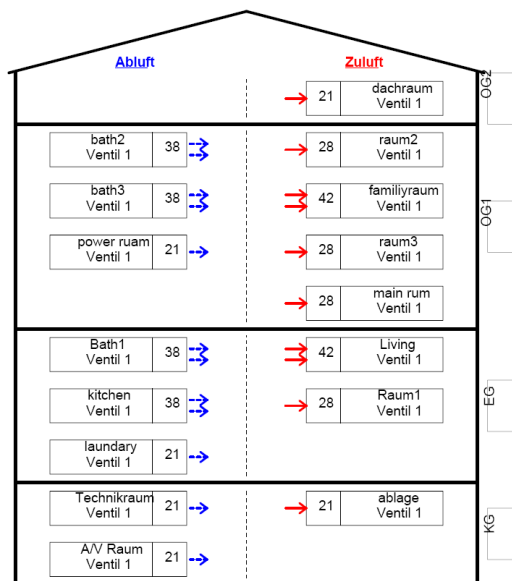 Abluft Zuluft
OG2
21 dachraum
Ventil 1
bath2
Ventil 1 38
28 raum2
Ventil 1
bath3
Ventil 1 38
42 familiyraum
Ventil 1
OG1
power ruam
Ventil 1 21
28 raum3
Ventil 1
28 main rum
Ventil 1
Bath1
Ventil 1 38
42 Living
Ventil 1
kitchen
Ventil 1 38
28 Raum1
Ventil 1
EG
laundary
Ventil 1 21
Technikraum
Ventil 1 21
21 ablage
Ventil 1
KG
A/V Raum
Ventil 1 21